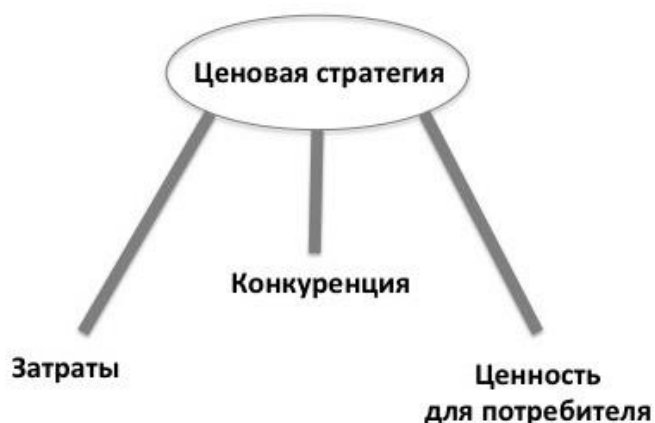 Ценовая стратегия
Конкуренция
Затраты
Ценность
для потребителя